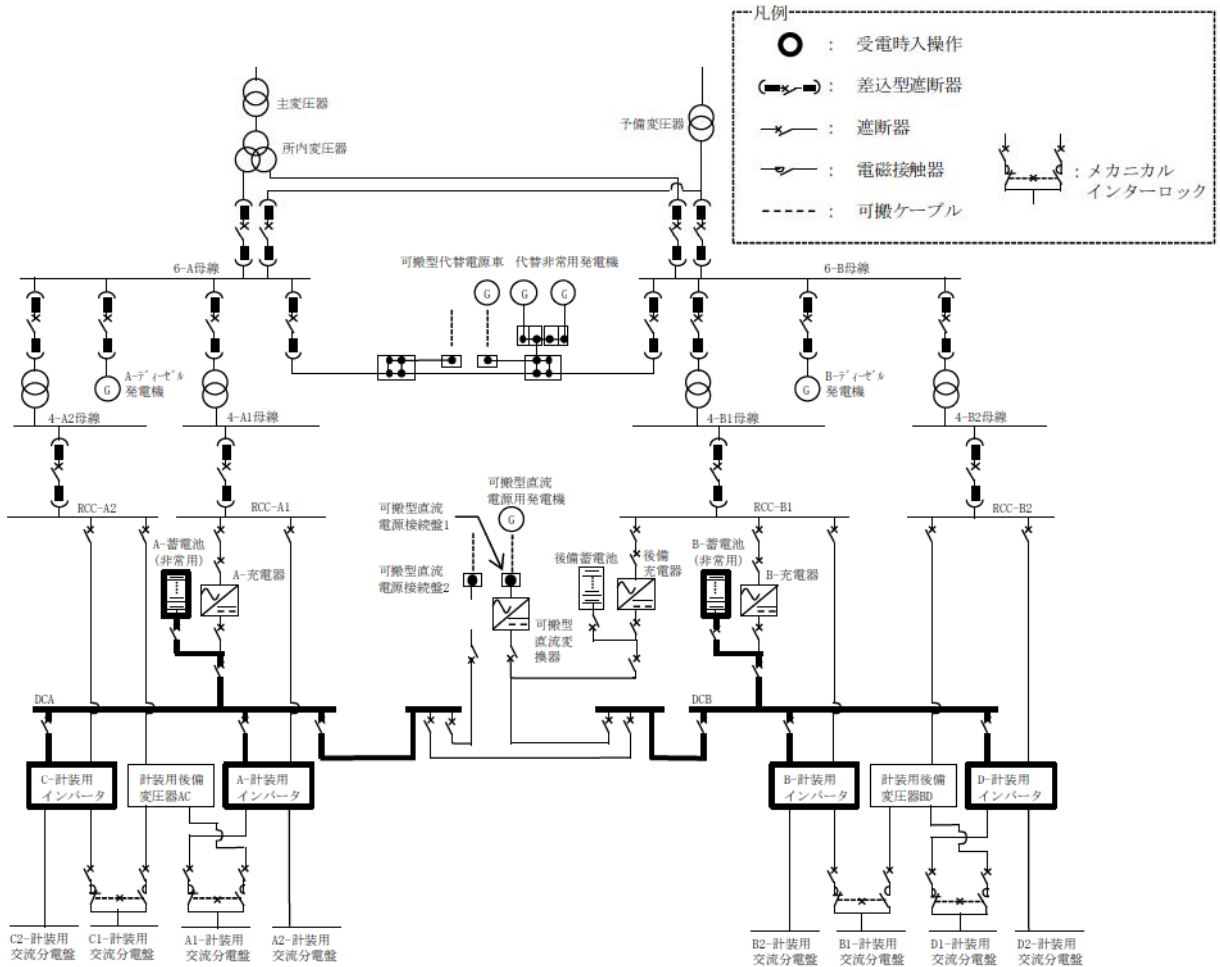 凡例
: 受電時入操作
: 差込型遮断器
: 遮断器
: 電磁接触器
: 可搬ケーブル
: メカニカル
インターロック
主変圧器
所内変圧器
予備変圧器
6-A母線
可搬型代替電源車
代替非常用発電機
6-B母線
G
G
G
G
A-ディーゼル
発電機
G
B-ディーゼル
発電機
4-A2母線
4-A1母線
4-B1母線
4-B2母線
可搬型直流
電源用発電機
G
可搬型直流
電源接続盤1
RCC-A2
RCC-A1
RCC-B1
RCC-B2
A-蓄電池
(非常用)
A-充電器
可搬型直流
電源接続盤2
後備蓄電池
後備
充電器
B-蓄電池
(非常用)
B-充電器
可搬型
直流変
換器
DCA
DCB
C-計装用
インバータ
計装用後備
変圧器AC
A-計装用
インバータ
B-計装用
インバータ
計装用後備
変圧器BD
D-計装用
インバータ
C2-計装用
交流分電盤
C1-計装用
交流分電盤
A1-計装用
交流分電盤
A2-計装用
交流分電盤
B2-計装用
交流分電盤
B1-計装用
交流分電盤
D1-計装用
交流分電盤
D2-計装用
交流分電盤